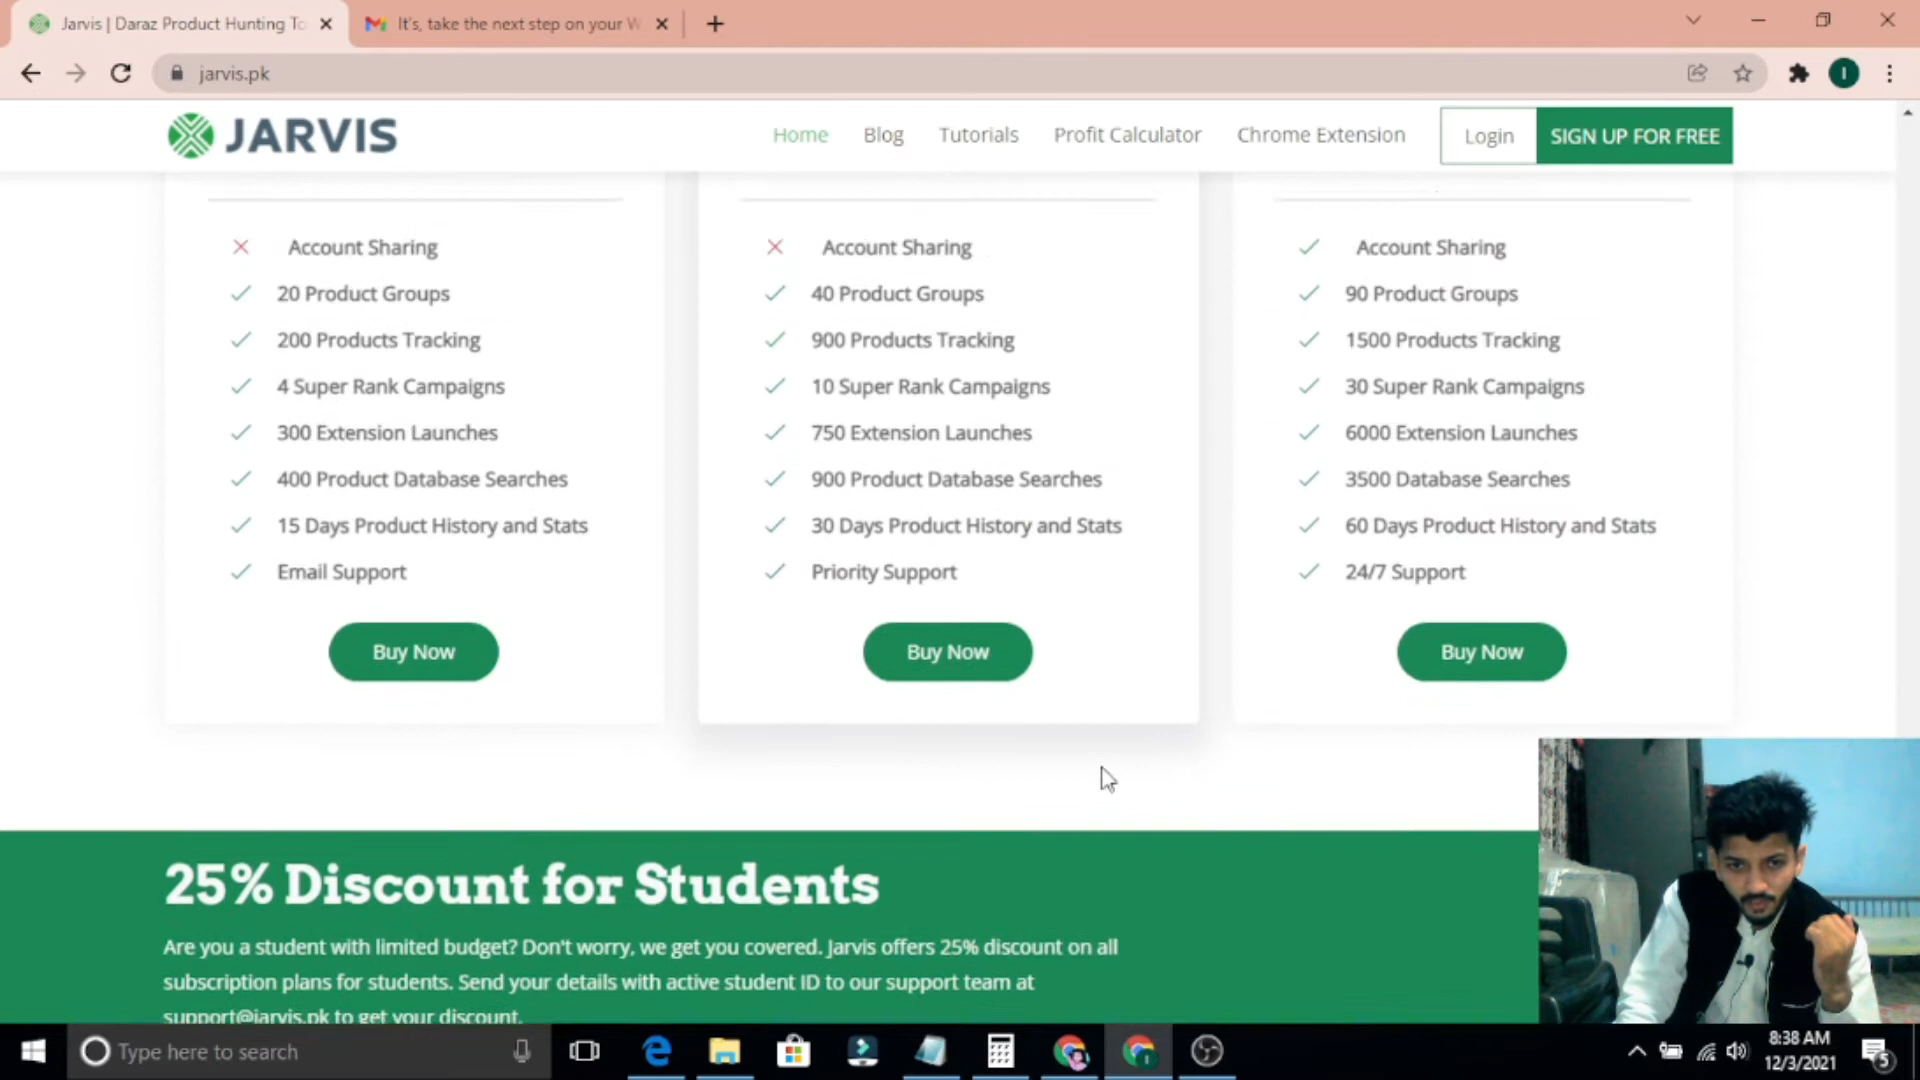 Jarvis | Daraz Product Hunting To
It's, take the next step on your W
jarvis.pk
I
JARVIS
Home
Blog
Tutorials
Profit Calculator
Chrome Extension
Login
SIGN UP FOR FREE
Account Sharing
20 Product Groups
200 Products Tracking
4 Super Rank Campaigns
300 Extension Launches
400 Product Database Searches
15 Days Product History and Stats
Email Support
Buy Now
Account Sharing
40 Product Groups
900 Products Tracking
10 Super Rank Campaigns
750 Extension Launches
900 Product Database Searches
30 Days Product History and Stats
Priority Support
Buy Now
Account Sharing
90 Product Groups
1500 Products Tracking
30 Super Rank Campaigns
6000 Extension Launches
3500 Database Searches
60 Days Product History and Stats
24/7 Support
Buy Now
25% Discount for Students
Are you a student with limited budget? Don't worry, we get you covered. Jarvis offers 25% discount on all
subscription plans for students. Send your details with active student ID to our support team at
support@jarvis.pk to get your discount.
Type here to search
8:38 AM
12/3/2021
5